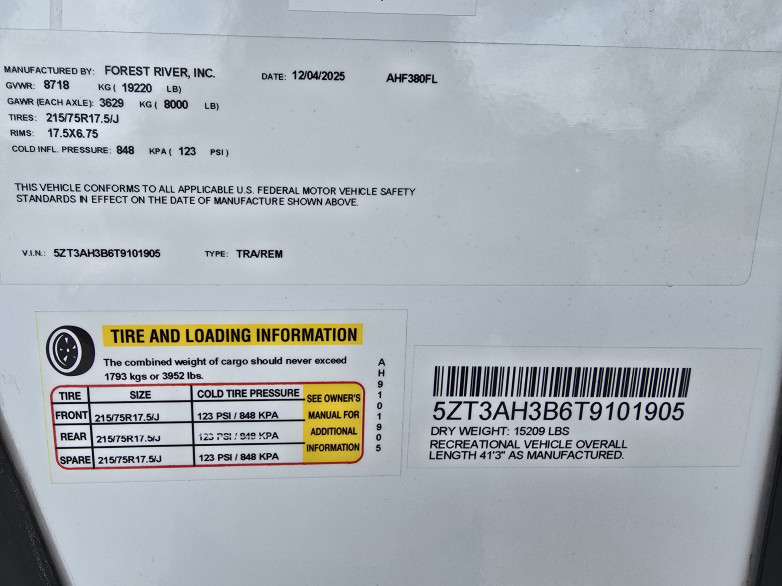 MANUFACTURED BY: FOREST RIVER, INC. DATE: 12/04/2025 AHF380FL
GVWR: 8718 KG ( 19220 LB)
GAWR (EACH AXLE): 3629 KG ( 8000 LB)
TIRES: 215/75R17.5/J
RIMS: 17.5X6.75
COLD INFL. PRESSURE: 848 KPA ( 123 PSI )
THIS VEHICLE CONFORMS TO ALL APPLICABLE U.S. FEDERAL MOTOR VEHICLE SAFETY
STANDARDS IN EFFECT ON THE DATE OF MANUFACTURE SHOWN ABOVE.
V.I.N.: 5ZT3AH3B6T9101905 TYPE: TRA/REM
TIRE AND LOADING INFORMATION
The combined weight of cargo should never exceed
1793 kgs or 3952 lbs.
TIRE SIZE COLD TIRE PRESSURE
FRONT 215/75R17.5/J 123 PSI / 848 KPA
REAR 215/75R17.5/J 123 PSI / 848 KPA
SPARE 215/75R17.5/J 123 PSI / 848 KPA
SEE OWNER'S
MANUAL FOR
ADDITIONAL
INFORMATION
AH9101905
5ZT3AH3B6T9101905
DRY WEIGHT: 15209 LBS
RECREATIONAL VEHICLE OVERALL
LENGTH 41'3" AS MANUFACTURED.